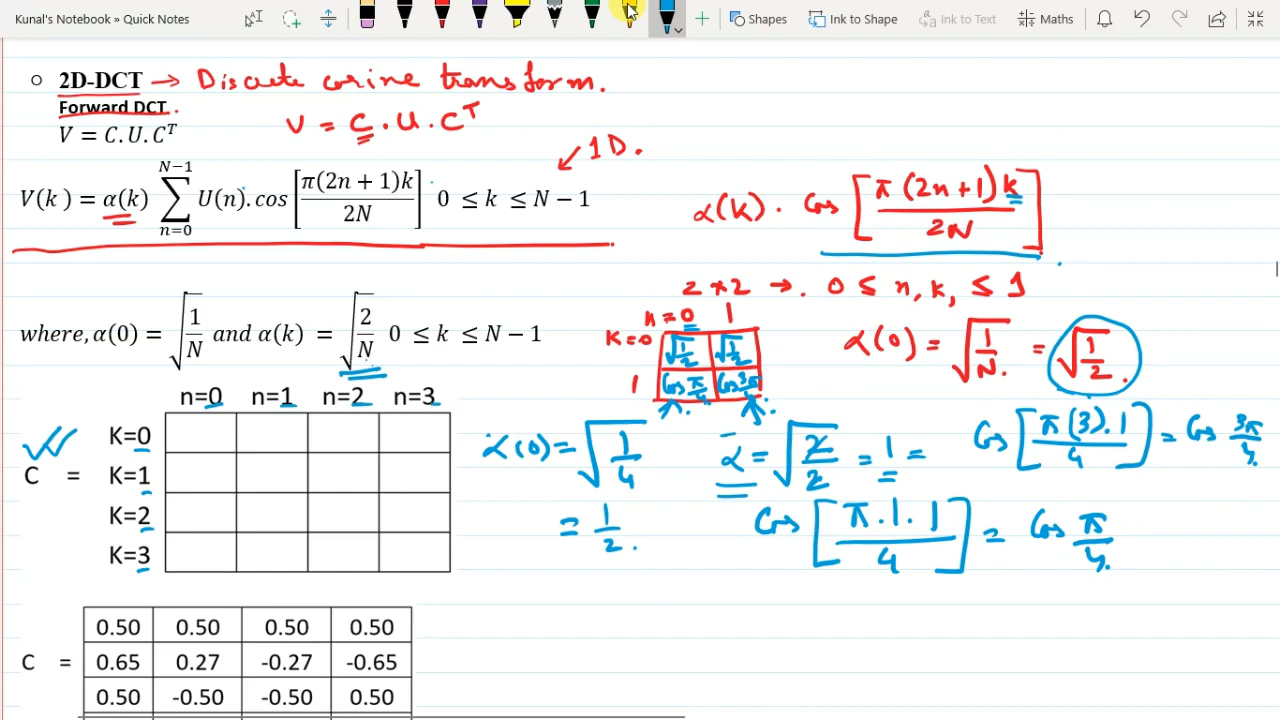 Kunal's Notebook » Quick Notes
Shapes Ink to Shape Ink to Text Maths
2D-DCT → Discrete cosine transform.
Forward DCT .
V = C.U.C^T
V = C.U.C^T
1D.
V(k) = α(k) ∑_{n=0}^{N−1} U(n).cos[π(2n + 1)k / 2N] 0 ≤ k ≤ N − 1
α(k). Cos [π(2n+1)k / 2N]
2*2 →. 0 ≤ n, k, ≤ 1
where, α(0) = √(1/N) and α(k) = √(2/N) 0 ≤ k ≤ N − 1
n=0 1
k=0 √(1/2) √(1/2)
1 Cos π/4 Cos 3π/4
α(0) = √(1/N) = √(1/2).
n=0 n=1 n=2 n=3
K=0
C = K=1
K=2
K=3
α(0) = √(1/4)
= 1/2.
α = √(2/2) = 1 =
Cos [π(3).1 / 4] = Cos 3π/4.
Cos [π.1.1 / 4] = Cos π/4.
0.50 0.50 0.50 0.50
C = 0.65 0.27 -0.27 -0.65
0.50 -0.50 -0.50 0.50